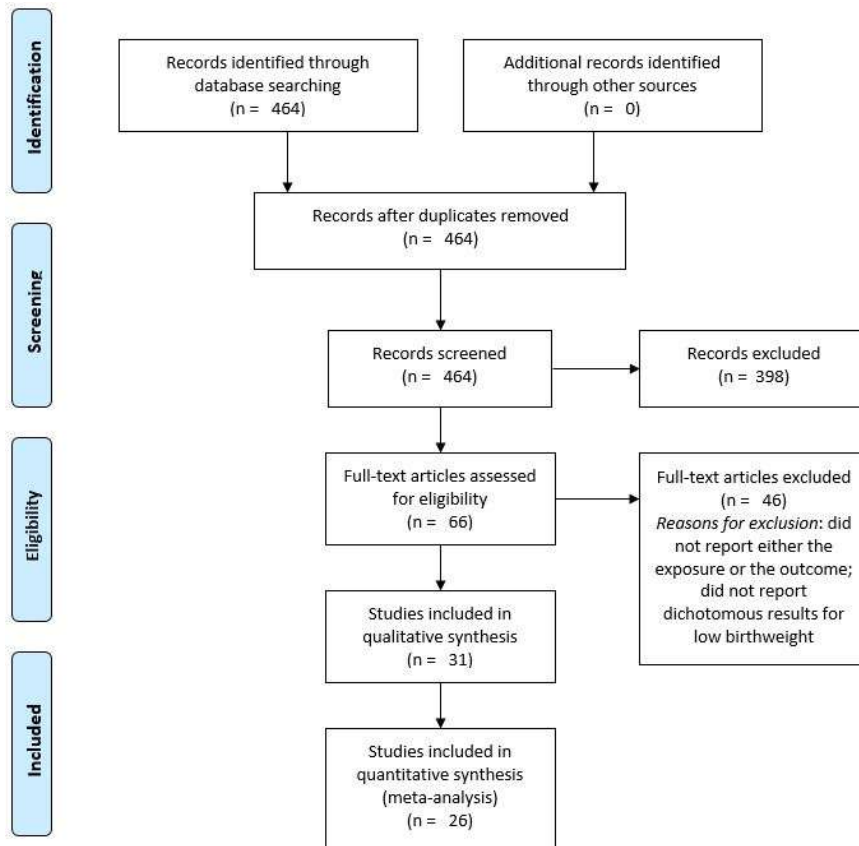 Identification
Records identified through
database searching
(n = 464)
Additional records identified
through other sources
(n = 0)
Records after duplicates removed
(n = 464)
Screening
Records screened
(n = 464)
Records excluded
(n = 398)
Eligibility
Full-text articles assessed
for eligibility
(n = 66)
Full-text articles excluded
(n = 46)
Reasons for exclusion: did
not report either the
exposure or the outcome;
did not report
dichotomous results for
low birthweight
Studies included in
qualitative synthesis
(n = 31)
Included
Studies included in
quantitative synthesis
(meta-analysis)
(n = 26)